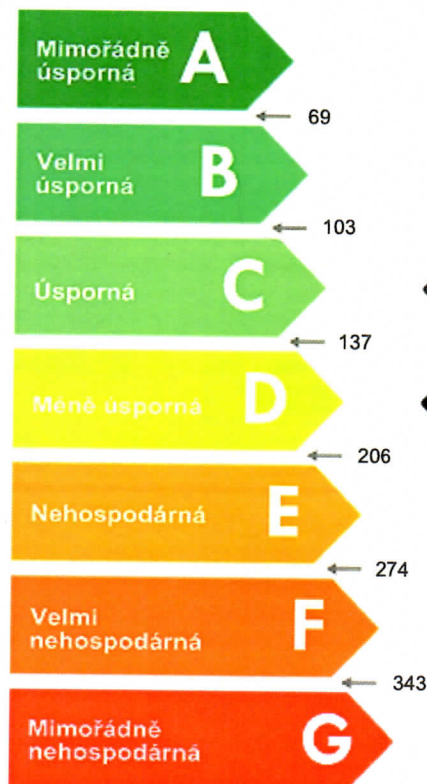 Mimořádně
úsporná
A
69
Velmi
úsporná
B
103
Úsporná
C
137
Méně úsporná
D
206
Nehospodárná
E
274
Velmi
nehospodárná
F
343
Mimořádně
nehospodárná
G